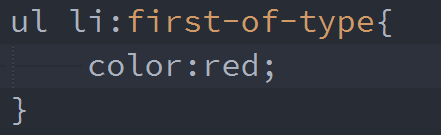 ul li:first-of-type{
    color:red;
}